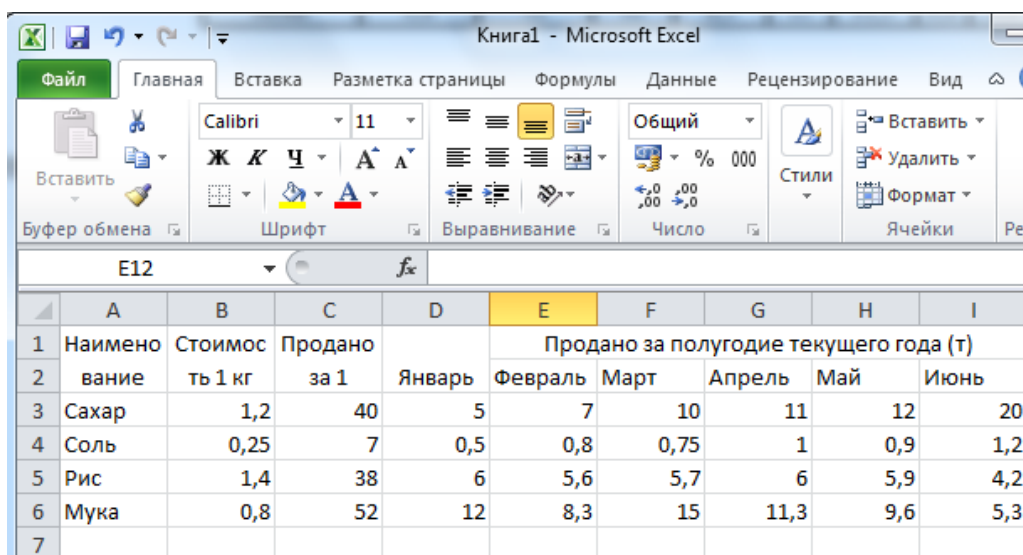 Книга1 - Microsoft Excel
Файл Главная Вставка Разметка страницы Формулы Данные Рецензирование Вид
Вставить
Буфер обмена
Calibri 11
Ж К Ч А А
А
Шрифт
Выравнивание
Общий
% 000
,0 ,00
,00 ,0
Число
А
Стили
Вставить
Удалить
Формат
Ячейки
E12 fx
A B C D E F G H I
1 Наимено Стоимос Продано Продано за полугодие текущего года (т)
2 вание ть 1 кг за 1 Январь Февраль Март Апрель Май Июнь
3 Сахар 1,2 40 5 7 10 11 12 20
4 Соль 0,25 7 0,5 0,8 0,75 1 0,9 1,2
5 Рис 1,4 38 6 5,6 5,7 6 5,9 4,2
6 Мука 0,8 52 12 8,3 15 11,3 9,6 5,3
7